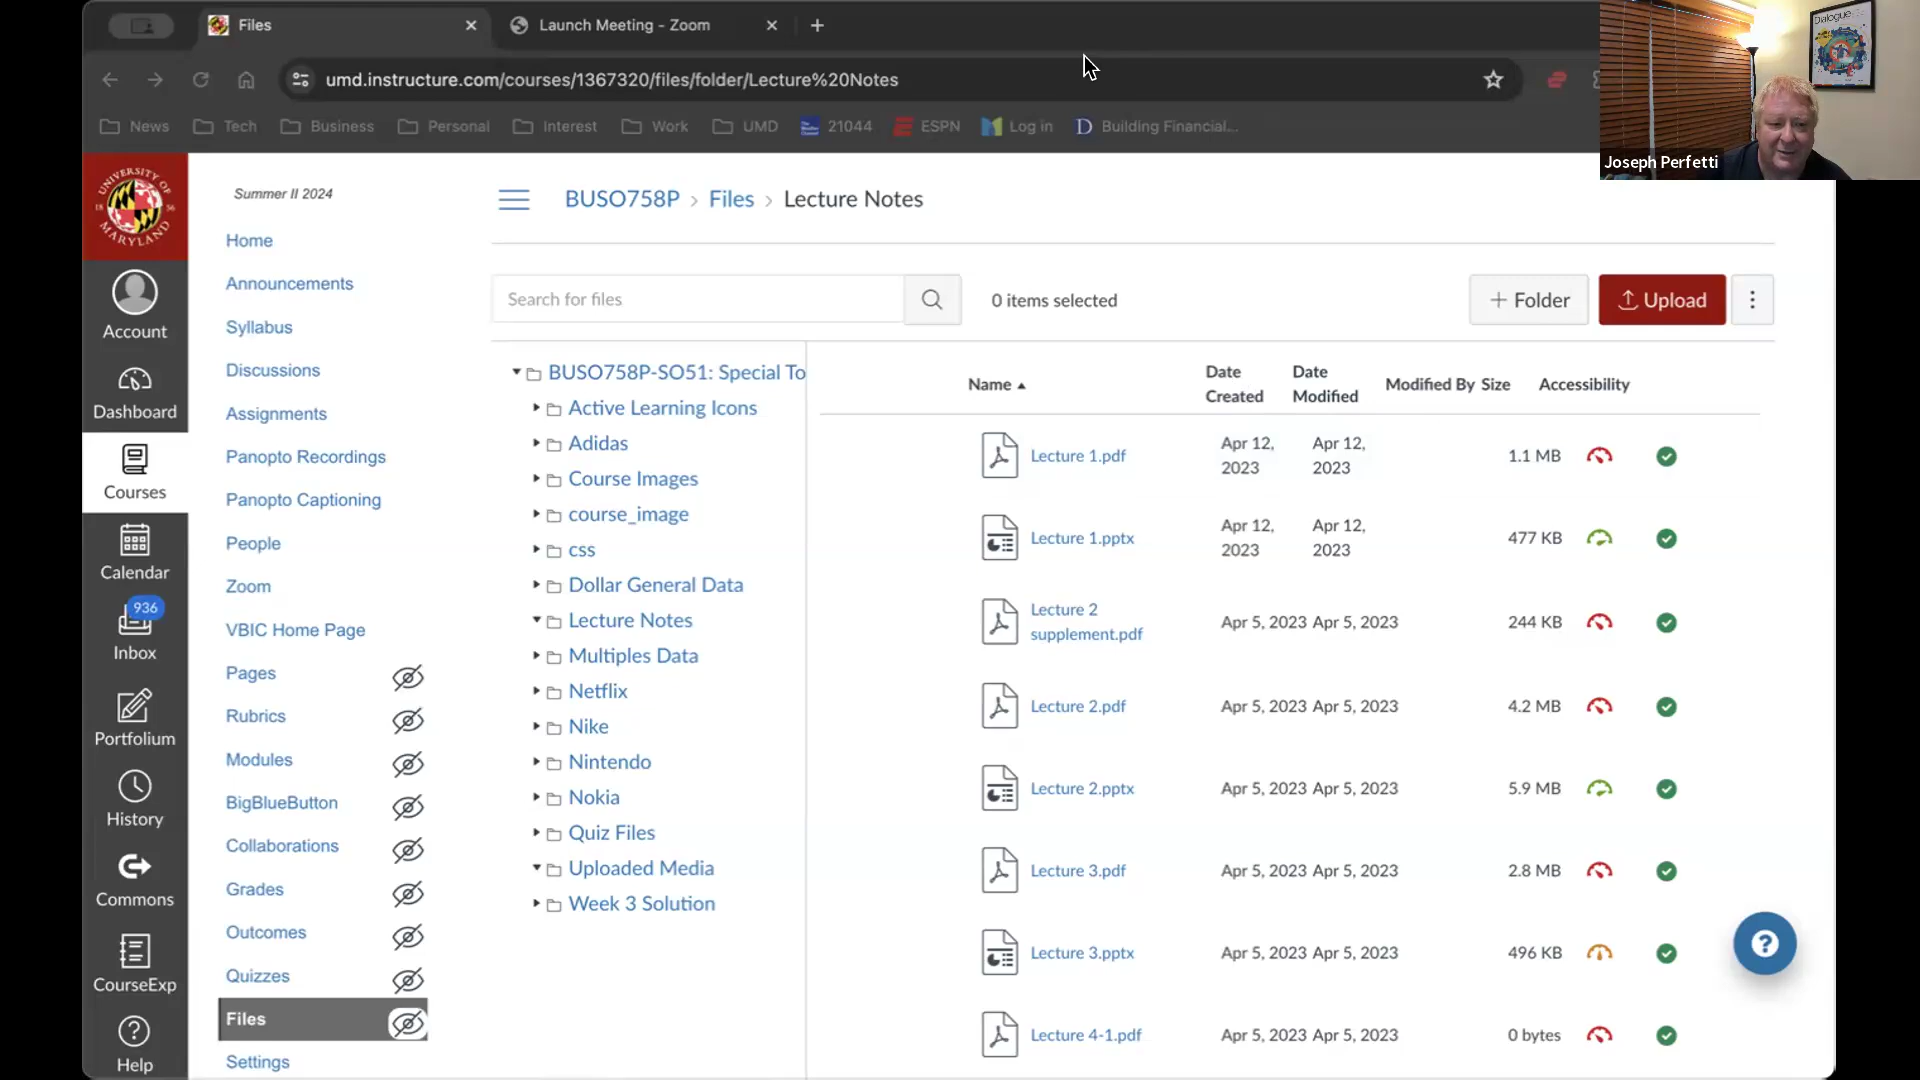 Files
Launch Meeting - Zoom
umd.instructure.com/courses/1367320/files/folder/Lecture%20Notes
News
Tech
Business
Personal
Interest
Work
UMD
21044
ESPN
Log in
Building Financial...
Dialogue
Joseph Perfetti
UNIVERSITY OF
18 56
MARYLAND
Account
Dashboard
Courses
Calendar
936
Inbox
Portfolium
History
Commons
CourseExp
Help
Summer II 2024
Home
Announcements
Syllabus
Discussions
Assignments
Panopto Recordings
Panopto Captioning
People
Zoom
VBIC Home Page
Pages
Rubrics
Modules
BigBlueButton
Collaborations
Grades
Outcomes
Quizzes
Files
Settings
BUSO758P › Files › Lecture Notes
Search for files
0 items selected
+ Folder
Upload
BUSO758P-SO51: Special To
Active Learning Icons
Adidas
Course Images
course_image
css
Dollar General Data
Lecture Notes
Multiples Data
Netflix
Nike
Nintendo
Nokia
Quiz Files
Uploaded Media
Week 3 Solution
Name
Date Created
Date Modified
Modified By
Size
Accessibility
Lecture 1.pdf Apr 12, 2023 Apr 12, 2023 1.1 MB
Lecture 1.pptx Apr 12, 2023 Apr 12, 2023 477 KB
Lecture 2 supplement.pdf Apr 5, 2023 Apr 5, 2023 244 KB
Lecture 2.pdf Apr 5, 2023 Apr 5, 2023 4.2 MB
Lecture 2.pptx Apr 5, 2023 Apr 5, 2023 5.9 MB
Lecture 3.pdf Apr 5, 2023 Apr 5, 2023 2.8 MB
Lecture 3.pptx Apr 5, 2023 Apr 5, 2023 496 KB
Lecture 4-1.pdf Apr 5, 2023 Apr 5, 2023 0 bytes